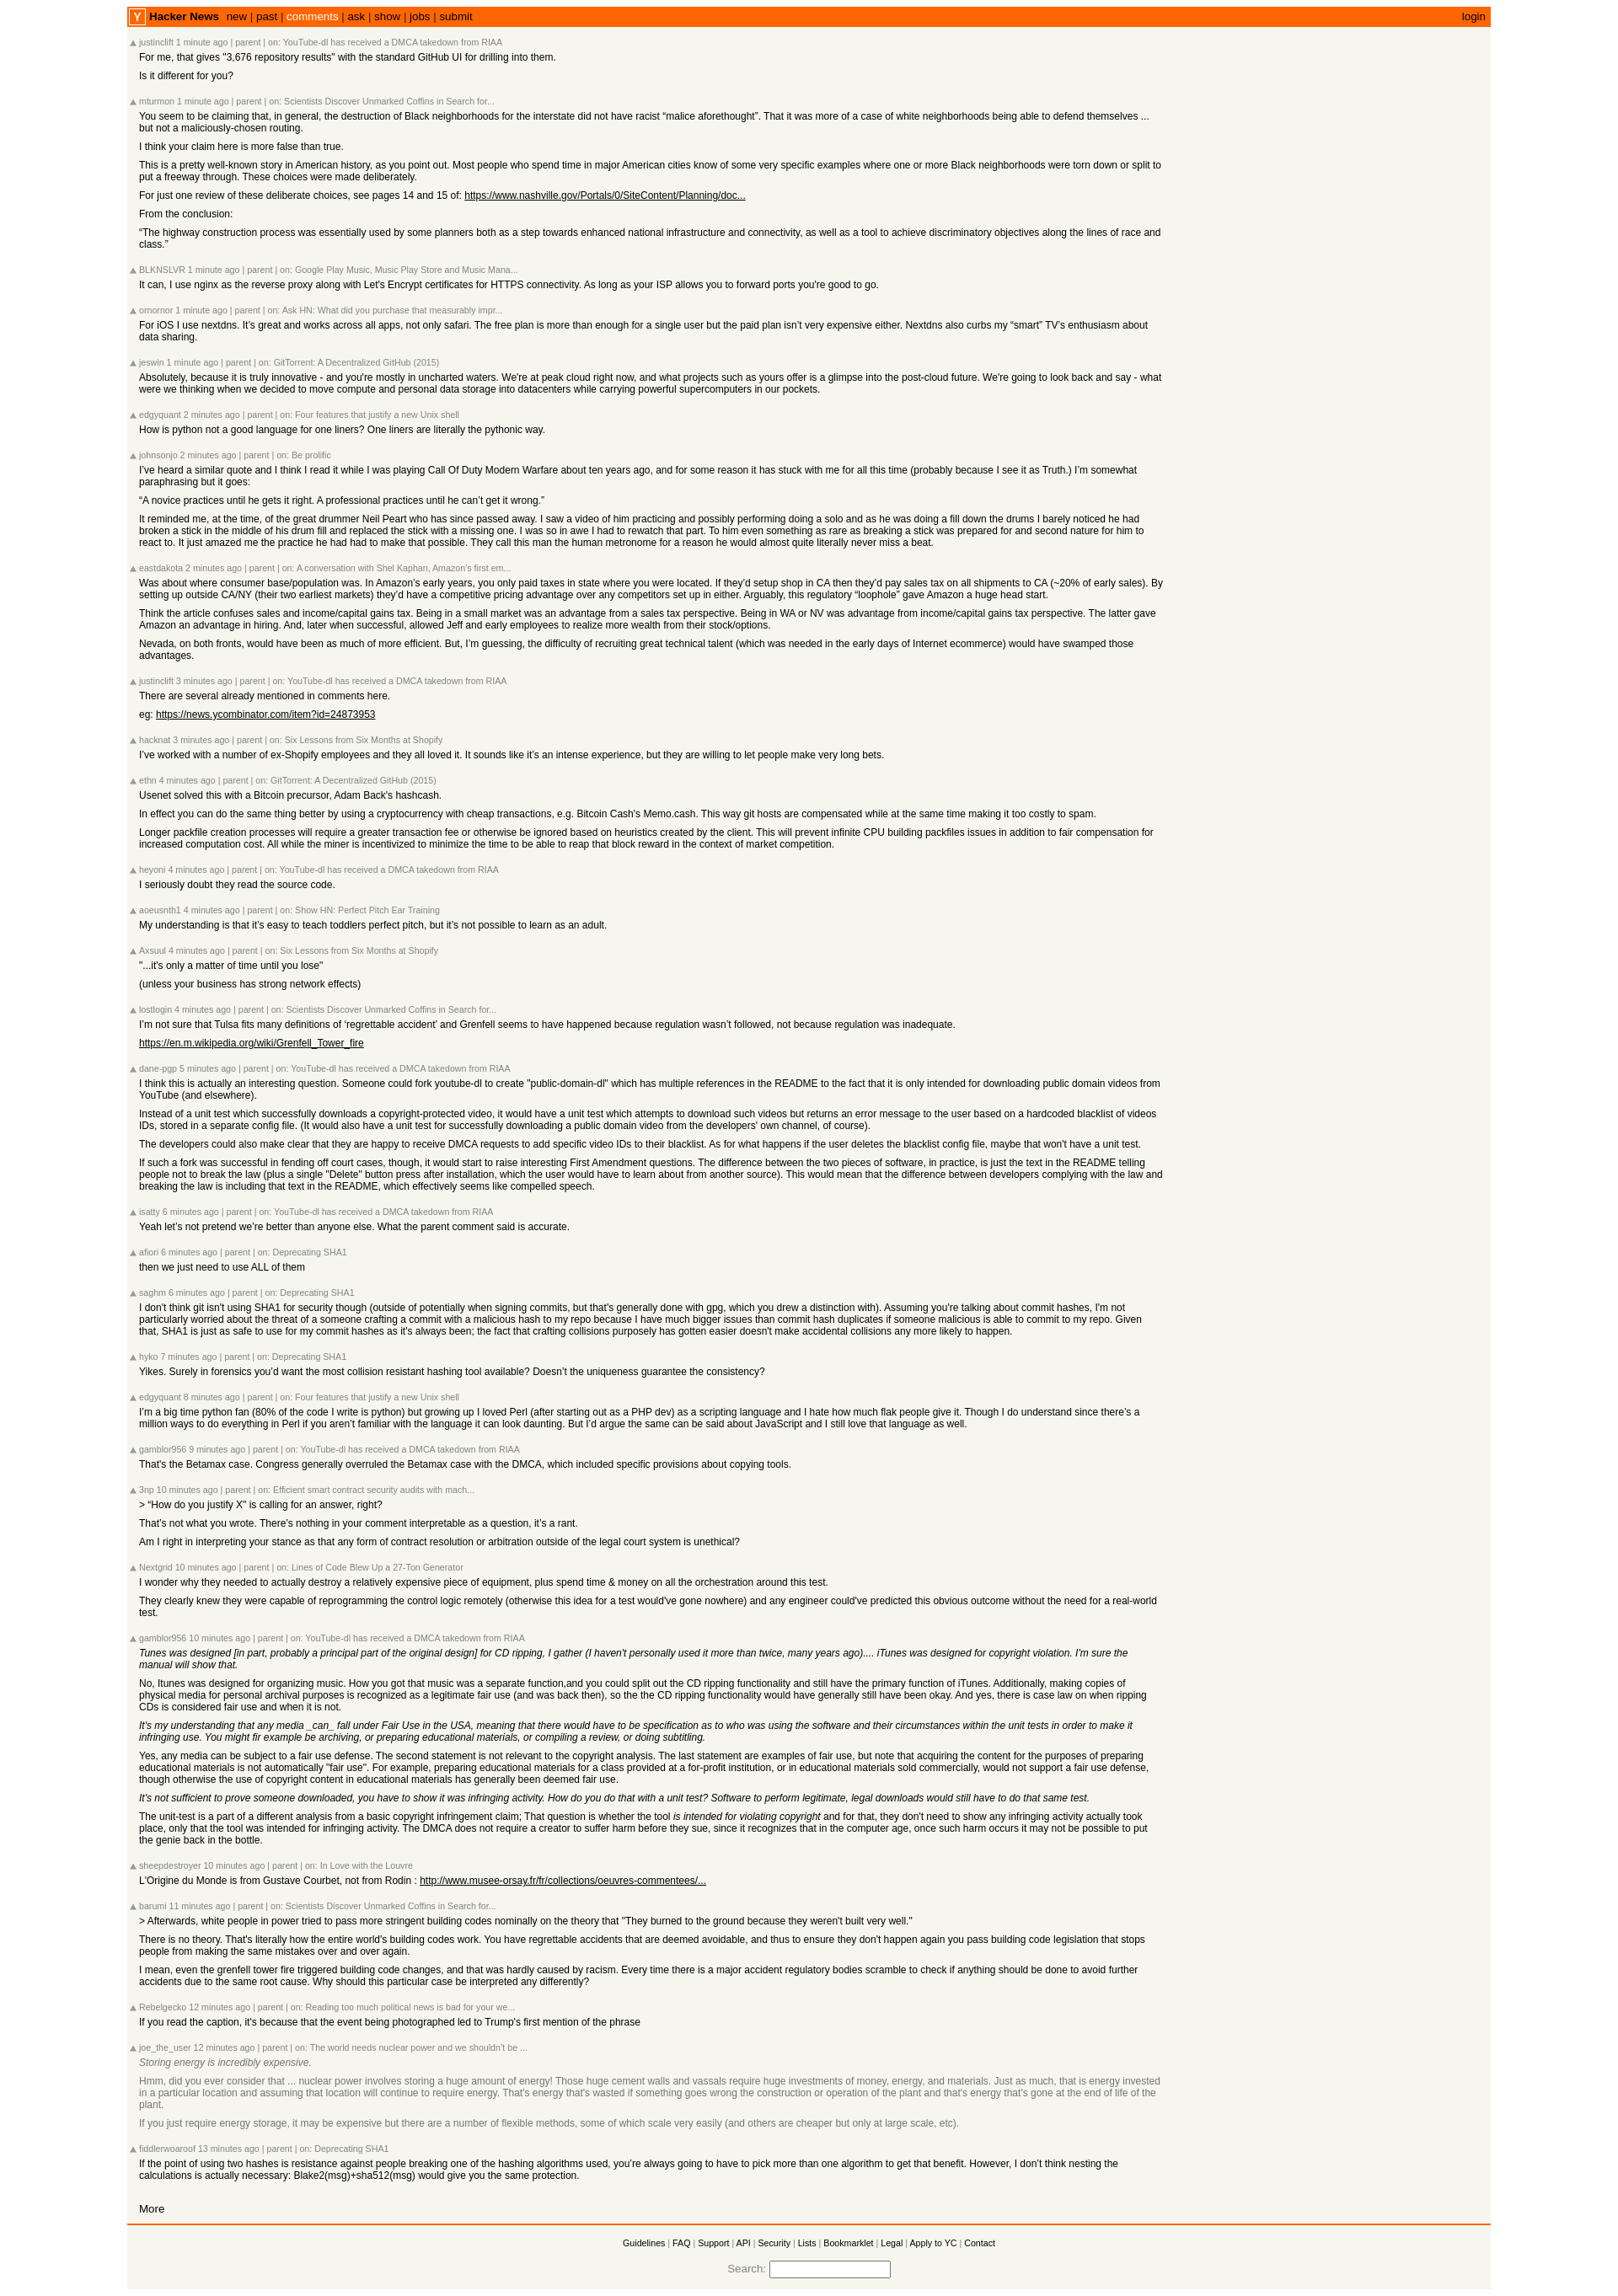 Y Hacker News new | past | comments | ask | show | jobs | submit login
justinclift 1 minute ago | parent | on: YouTube-dl has received a DMCA takedown from RIAA
For me, that gives "3,676 repository results" with the standard GitHub UI for drilling into them.
Is it different for you?
mturmon 1 minute ago | parent | on: Scientists Discover Unmarked Coffins in Search for...
You seem to be claiming that, in general, the destruction of Black neighborhoods for the interstate did not have racist “malice aforethought”. That it was more of a case of white neighborhoods being able to defend themselves ...
but not a maliciously-chosen routing.
I think your claim here is more false than true.
This is a pretty well-known story in American history, as you point out. Most people who spend time in major American cities know of some very specific examples where one or more Black neighborhoods were torn down or split to
put a freeway through. These choices were made deliberately.
For just one review of these deliberate choices, see pages 14 and 15 of: https://www.nashville.gov/Portals/0/SiteContent/Planning/doc...
From the conclusion:
“The highway construction process was essentially used by some planners both as a step towards enhanced national infrastructure and connectivity, as well as a tool to achieve discriminatory objectives along the lines of race and
class.”
BLKNSLVR 1 minute ago | parent | on: Google Play Music, Music Play Store and Music Mana...
It can, I use nginx as the reverse proxy along with Let's Encrypt certificates for HTTPS connectivity. As long as your ISP allows you to forward ports you're good to go.
ornornor 1 minute ago | parent | on: Ask HN: What did you purchase that measurably impr...
For iOS I use nextdns. It’s great and works across all apps, not only safari. The free plan is more than enough for a single user but the paid plan isn’t very expensive either. Nextdns also curbs my “smart” TV’s enthusiasm about
data sharing.
jeswin 1 minute ago | parent | on: GitTorrent: A Decentralized GitHub (2015)
Absolutely, because it is truly innovative - and you're mostly in uncharted waters. We're at peak cloud right now, and what projects such as yours offer is a glimpse into the post-cloud future. We're going to look back and say - what
were we thinking when we decided to move compute and personal data storage into datacenters while carrying powerful supercomputers in our pockets.
edgyquant 2 minutes ago | parent | on: Four features that justify a new Unix shell
How is python not a good language for one liners? One liners are literally the pythonic way.
johnsonjo 2 minutes ago | parent | on: Be prolific
I’ve heard a similar quote and I think I read it while I was playing Call Of Duty Modern Warfare about ten years ago, and for some reason it has stuck with me for all this time (probably because I see it as Truth.) I’m somewhat
paraphrasing but it goes:
“A novice practices until he gets it right. A professional practices until he can’t get it wrong.”
It reminded me, at the time, of the great drummer Neil Peart who has since passed away. I saw a video of him practicing and possibly performing doing a solo and as he was doing a fill down the drums I barely noticed he had
broken a stick in the middle of his drum fill and replaced the stick with a missing one. I was so in awe I had to rewatch that part. To him even something as rare as breaking a stick was prepared for and second nature for him to
react to. It just amazed me the practice he had had to make that possible. They call this man the human metronome for a reason he would almost quite literally never miss a beat.
eastdakota 2 minutes ago | parent | on: A conversation with Shel Kaphan, Amazon's first em...
Was about where consumer base/population was. In Amazon’s early years, you only paid taxes in state where you were located. If they’d setup shop in CA then they’d pay sales tax on all shipments to CA (~20% of early sales). By
setting up outside CA/NY (their two earliest markets) they’d have a competitive pricing advantage over any competitors set up in either. Arguably, this regulatory “loophole” gave Amazon a huge head start.
Think the article confuses sales and income/capital gains tax. Being in a small market was an advantage from a sales tax perspective. Being in WA or NV was advantage from income/capital gains tax perspective. The latter gave
Amazon an advantage in hiring. And, later when successful, allowed Jeff and early employees to realize more wealth from their stock/options.
Nevada, on both fronts, would have been as much of more efficient. But, I’m guessing, the difficulty of recruiting great technical talent (which was needed in the early days of Internet ecommerce) would have swamped those
advantages.
justinclift 3 minutes ago | parent | on: YouTube-dl has received a DMCA takedown from RIAA
There are several already mentioned in comments here.
eg: https://news.ycombinator.com/item?id=24873953
hacknat 3 minutes ago | parent | on: Six Lessons from Six Months at Shopify
I’ve worked with a number of ex-Shopify employees and they all loved it. It sounds like it’s an intense experience, but they are willing to let people make very long bets.
ethn 4 minutes ago | parent | on: GitTorrent: A Decentralized GitHub (2015)
Usenet solved this with a Bitcoin precursor, Adam Back's hashcash.
In effect you can do the same thing better by using a cryptocurrency with cheap transactions, e.g. Bitcoin Cash's Memo.cash. This way git hosts are compensated while at the same time making it too costly to spam.
Longer packfile creation processes will require a greater transaction fee or otherwise be ignored based on heuristics created by the client. This will prevent infinite CPU building packfiles issues in addition to fair compensation for
increased computation cost. All while the miner is incentivized to minimize the time to be able to reap that block reward in the context of market competition.
heyoni 4 minutes ago | parent | on: YouTube-dl has received a DMCA takedown from RIAA
I seriously doubt they read the source code.
aoeusnth1 4 minutes ago | parent | on: Show HN: Perfect Pitch Ear Training
My understanding is that it’s easy to teach toddlers perfect pitch, but it’s not possible to learn as an adult.
Axsuul 4 minutes ago | parent | on: Six Lessons from Six Months at Shopify
"...it's only a matter of time until you lose"
(unless your business has strong network effects)
lostlogin 4 minutes ago | parent | on: Scientists Discover Unmarked Coffins in Search for...
I’m not sure that Tulsa fits many definitions of ‘regrettable accident’ and Grenfell seems to have happened because regulation wasn’t followed, not because regulation was inadequate.
https://en.m.wikipedia.org/wiki/Grenfell_Tower_fire
dane-pgp 5 minutes ago | parent | on: YouTube-dl has received a DMCA takedown from RIAA
I think this is actually an interesting question. Someone could fork youtube-dl to create "public-domain-dl" which has multiple references in the README to the fact that it is only intended for downloading public domain videos from
YouTube (and elsewhere).
Instead of a unit test which successfully downloads a copyright-protected video, it would have a unit test which attempts to download such videos but returns an error message to the user based on a hardcoded blacklist of videos
IDs, stored in a separate config file. (It would also have a unit test for successfully downloading a public domain video from the developers' own channel, of course).
The developers could also make clear that they are happy to receive DMCA requests to add specific video IDs to their blacklist. As for what happens if the user deletes the blacklist config file, maybe that won't have a unit test.
If such a fork was successful in fending off court cases, though, it would start to raise interesting First Amendment questions. The difference between the two pieces of software, in practice, is just the text in the README telling
people not to break the law (plus a single "Delete" button press after installation, which the user would have to learn about from another source). This would mean that the difference between developers complying with the law and
breaking the law is including that text in the README, which effectively seems like compelled speech.
isatty 6 minutes ago | parent | on: YouTube-dl has received a DMCA takedown from RIAA
Yeah let’s not pretend we’re better than anyone else. What the parent comment said is accurate.
afiori 6 minutes ago | parent | on: Deprecating SHA1
then we just need to use ALL of them
saghm 6 minutes ago | parent | on: Deprecating SHA1
I don't think git isn't using SHA1 for security though (outside of potentially when signing commits, but that's generally done with gpg, which you drew a distinction with). Assuming you're talking about commit hashes, I'm not
particularly worried about the threat of a someone crafting a commit with a malicious hash to my repo because I have much bigger issues than commit hash duplicates if someone malicious is able to commit to my repo. Given
that, SHA1 is just as safe to use for my commit hashes as it's always been; the fact that crafting collisions purposely has gotten easier doesn't make accidental collisions any more likely to happen.
hyko 7 minutes ago | parent | on: Deprecating SHA1
Yikes. Surely in forensics you’d want the most collision resistant hashing tool available? Doesn’t the uniqueness guarantee the consistency?
edgyquant 8 minutes ago | parent | on: Four features that justify a new Unix shell
I’m a big time python fan (80% of the code I write is python) but growing up I loved Perl (after starting out as a PHP dev) as a scripting language and I hate how much flak people give it. Though I do understand since there’s a
million ways to do everything in Perl if you aren’t familiar with the language it can look daunting. But I’d argue the same can be said about JavaScript and I still love that language as well.
gamblor956 9 minutes ago | parent | on: YouTube-dl has received a DMCA takedown from RIAA
That's the Betamax case. Congress generally overruled the Betamax case with the DMCA, which included specific provisions about copying tools.
3np 10 minutes ago | parent | on: Efficient smart contract security audits with mach...
> “How do you justify X” is calling for an answer, right?
That’s not what you wrote. There’s nothing in your comment interpretable as a question, it’s a rant.
Am I right in interpreting your stance as that any form of contract resolution or arbitration outside of the legal court system is unethical?
Nextgrid 10 minutes ago | parent | on: Lines of Code Blew Up a 27-Ton Generator
I wonder why they needed to actually destroy a relatively expensive piece of equipment, plus spend time & money on all the orchestration around this test.
They clearly knew they were capable of reprogramming the control logic remotely (otherwise this idea for a test would've gone nowhere) and any engineer could've predicted this obvious outcome without the need for a real-world
test.
gamblor956 10 minutes ago | parent | on: YouTube-dl has received a DMCA takedown from RIAA
Tunes was designed [in part, probably a principal part of the original design] for CD ripping, I gather (I haven't personally used it more than twice, many years ago).... iTunes was designed for copyright violation. I'm sure the
manual will show that.
No, Itunes was designed for organizing music. How you got that music was a separate function,and you could split out the CD ripping functionality and still have the primary function of iTunes. Additionally, making copies of
physical media for personal archival purposes is recognized as a legitimate fair use (and was back then), so the the CD ripping functionality would have generally still have been okay. And yes, there is case law on when ripping
CDs is considered fair use and when it is not.
It's my understanding that any media _can_ fall under Fair Use in the USA, meaning that there would have to be specification as to who was using the software and their circumstances within the unit tests in order to make it
infringing use. You might fir example be archiving, or preparing educational materials, or compiling a review, or doing subtitling.
Yes, any media can be subject to a fair use defense. The second statement is not relevant to the copyright analysis. The last statement are examples of fair use, but note that acquiring the content for the purposes of preparing
educational materials is not automatically "fair use". For example, preparing educational materials for a class provided at a for-profit institution, or in educational materials sold commercially, would not support a fair use defense,
though otherwise the use of copyright content in educational materials has generally been deemed fair use.
It's not sufficient to prove someone downloaded, you have to show it was infringing activity. How do you do that with a unit test? Software to perform legitimate, legal downloads would still have to do that same test.
The unit-test is a part of a different analysis from a basic copyright infringement claim; That question is whether the tool is intended for violating copyright and for that, they don't need to show any infringing activity actually took
place, only that the tool was intended for infringing activity. The DMCA does not require a creator to suffer harm before they sue, since it recognizes that in the computer age, once such harm occurs it may not be possible to put
the genie back in the bottle.
sheepdestroyer 10 minutes ago | parent | on: In Love with the Louvre
L'Origine du Monde is from Gustave Courbet, not from Rodin : http://www.musee-orsay.fr/fr/collections/oeuvres-commentees/...
barumi 11 minutes ago | parent | on: Scientists Discover Unmarked Coffins in Search for...
> Afterwards, white people in power tried to pass more stringent building codes nominally on the theory that "They burned to the ground because they weren't built very well."
There is no theory. That's literally how the entire world's building codes work. You have regrettable accidents that are deemed avoidable, and thus to ensure they don't happen again you pass building code legislation that stops
people from making the same mistakes over and over again.
I mean, even the grenfell tower fire triggered building code changes, and that was hardly caused by racism. Every time there is a major accident regulatory bodies scramble to check if anything should be done to avoid further
accidents due to the same root cause. Why should this particular case be interpreted any differently?
Rebelgecko 12 minutes ago | parent | on: Reading too much political news is bad for your we...
If you read the caption, it's because that the event being photographed led to Trump's first mention of the phrase
joe_the_user 12 minutes ago | parent | on: The world needs nuclear power and we shouldn’t be ...
Storing energy is incredibly expensive.
Hmm, did you ever consider that ... nuclear power involves storing a huge amount of energy! Those huge cement walls and vassals require huge investments of money, energy, and materials. Just as much, that is energy invested
in a particular location and assuming that location will continue to require energy. That's energy that's wasted if something goes wrong the construction or operation of the plant and that's energy that's gone at the end of life of the
plant.
If you just require energy storage, it may be expensive but there are a number of flexible methods, some of which scale very easily (and others are cheaper but only at large scale, etc).
fiddlerwoaroof 13 minutes ago | parent | on: Deprecating SHA1
If the point of using two hashes is resistance against people breaking one of the hashing algorithms used, you’re always going to have to pick more than one algorithm to get that benefit. However, I don’t think nesting the
calculations is actually necessary: Blake2(msg)+sha512(msg) would give you the same protection.
More
Guidelines | FAQ | Support | API | Security | Lists | Bookmarklet | Legal | Apply to YC | Contact
Search: